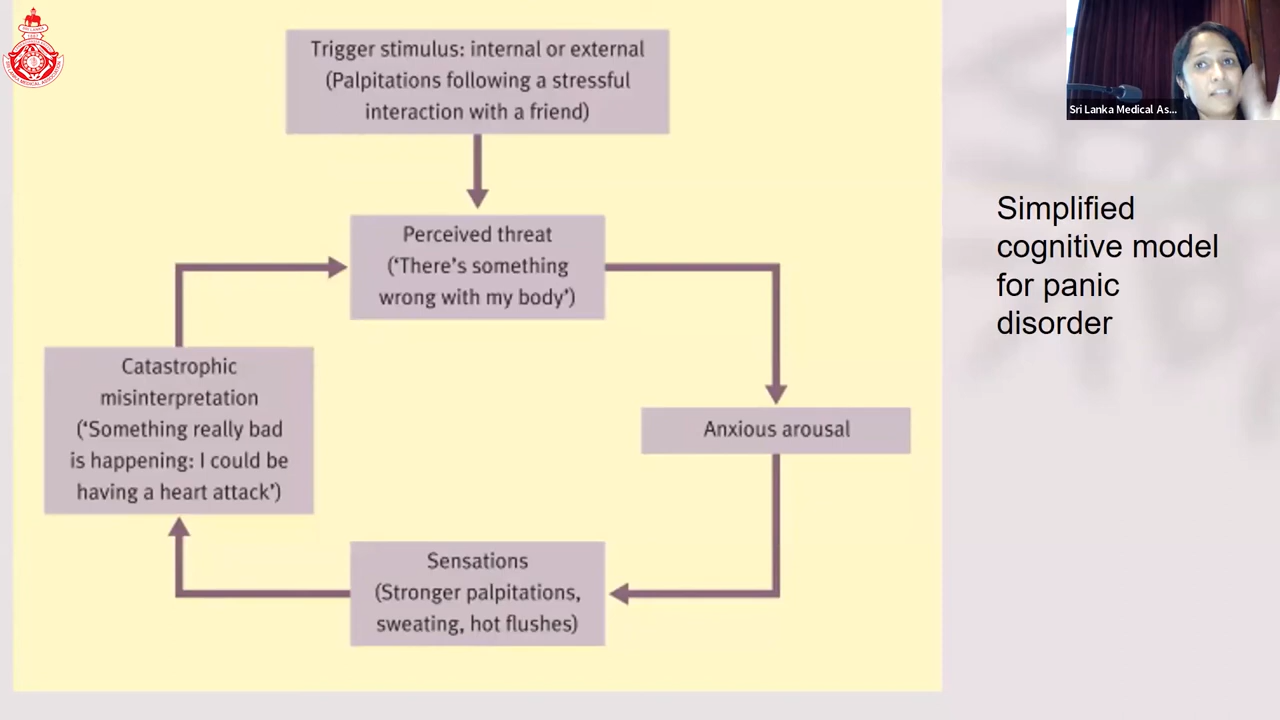 Trigger stimulus: internal or external
(Palpitations following a stressful
interaction with a friend)
Perceived threat
(‘There’s something
wrong with my body’)
Catastrophic
misinterpretation
(‘Something really bad
is happening: I could be
having a heart attack’)
Anxious arousal
Sensations
(Stronger palpitations,
sweating, hot flushes)
Sri Lanka Medical As...
Simplified
cognitive model
for panic
disorder